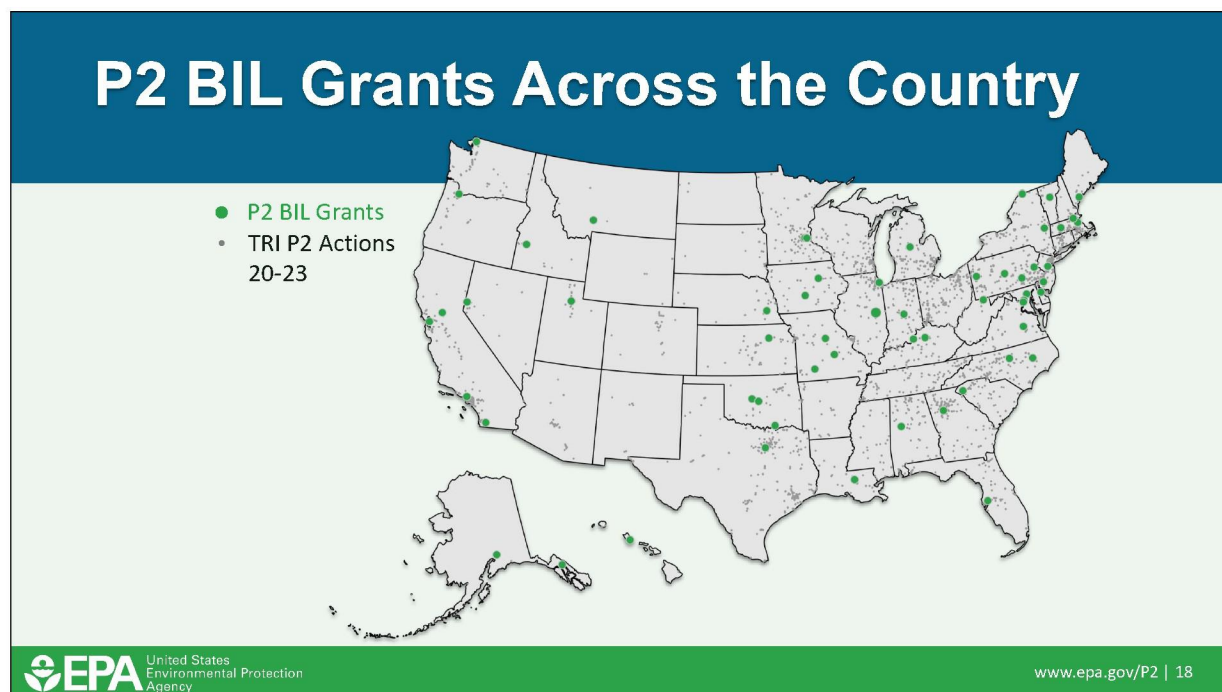 P2 BIL Grants Across the Country
P2 BIL Grants
TRI P2 Actions
20-23
EPA
United States
Environmental Protection
Agency
www.epa.gov/P2 | 18